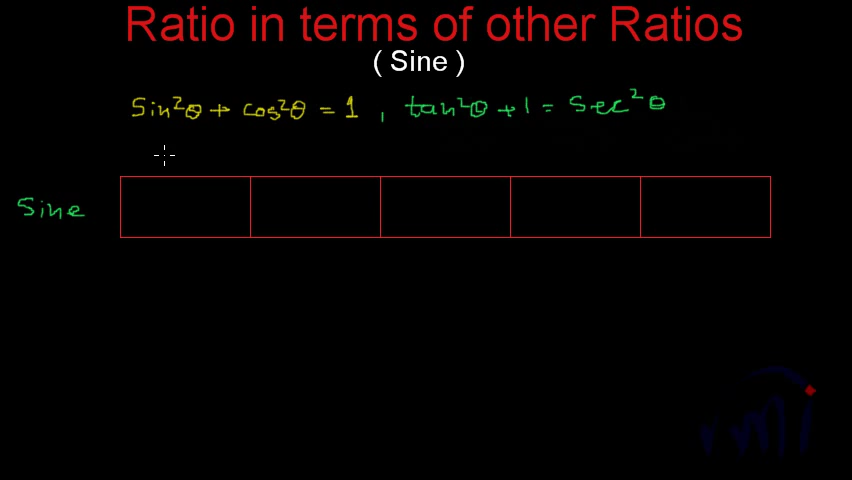 Ratio in terms of other Ratios
( Sine )
Sin²θ + cos²θ = 1 , tan²θ + 1 = Sec²θ
Sine